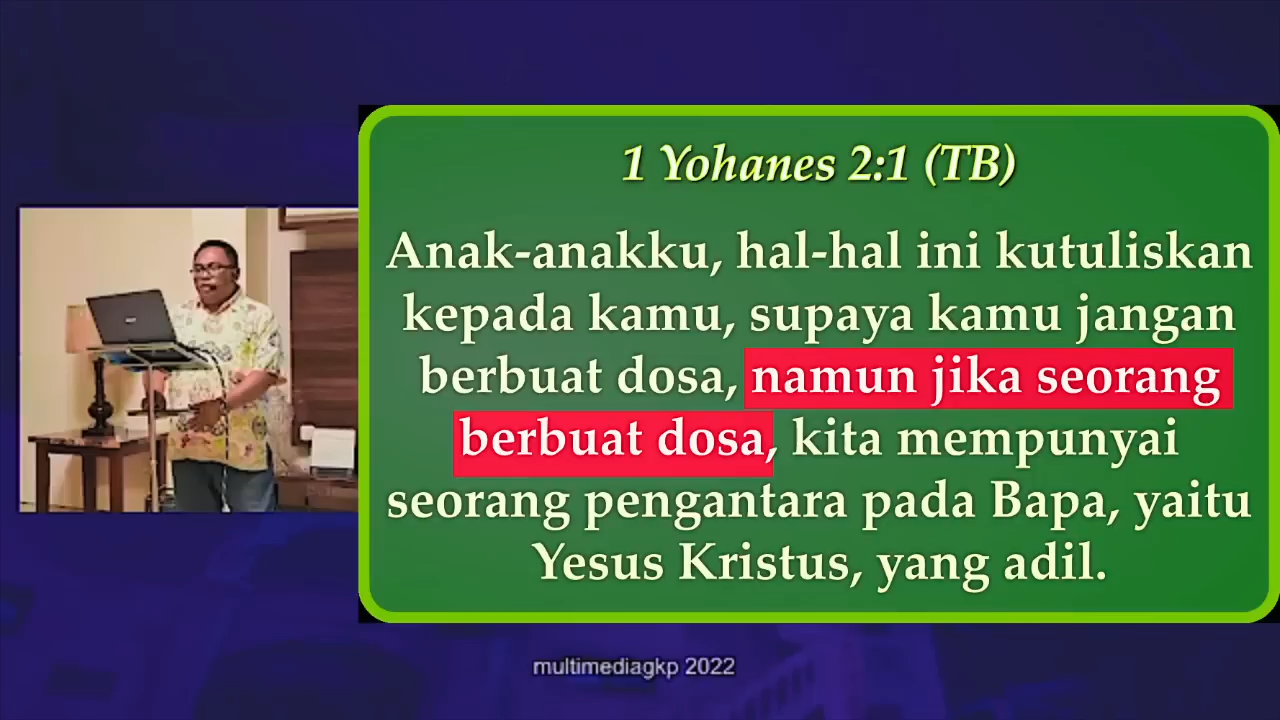 1 Yohanes 2:1 (TB)
Anak-anakku, hal-hal ini kutuliskan
kepada kamu, supaya kamu jangan
berbuat dosa, namun jika seorang
berbuat dosa, kita mempunyai
seorang pengantara pada Bapa, yaitu
Yesus Kristus, yang adil.
multimediagkp 2022